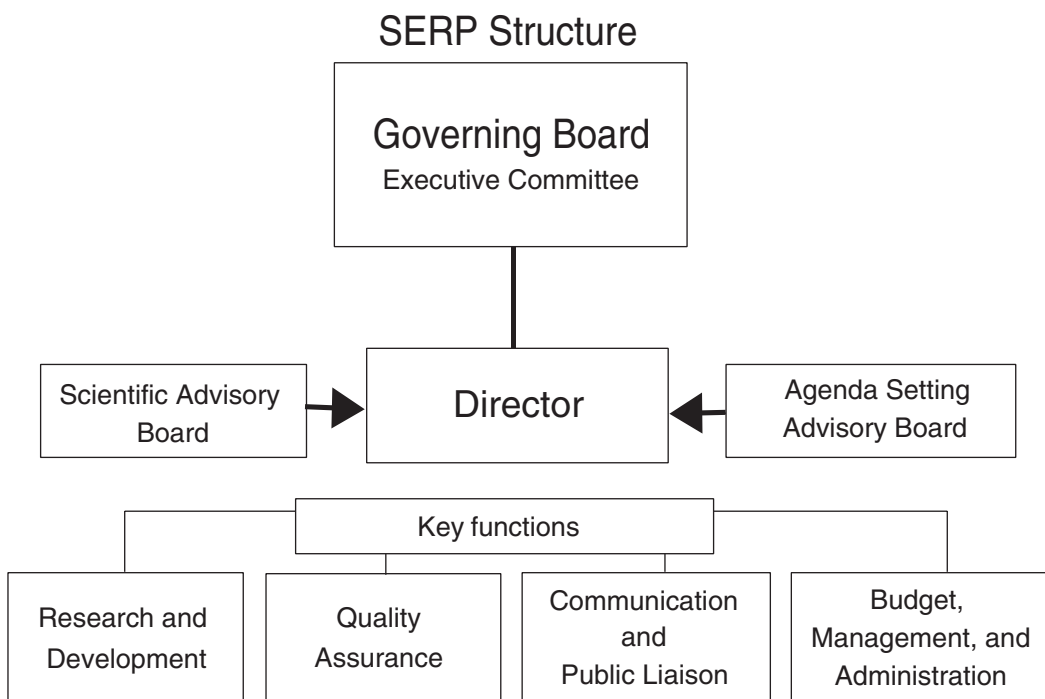 SERP Structure
Governing Board
Executive Committee
Scientific Advisory
Board
Director
Agenda Setting
Advisory Board
Key functions
Research and
Development
Quality
Assurance
Communication
and
Public Liaison
Budget,
Management, and
Administration